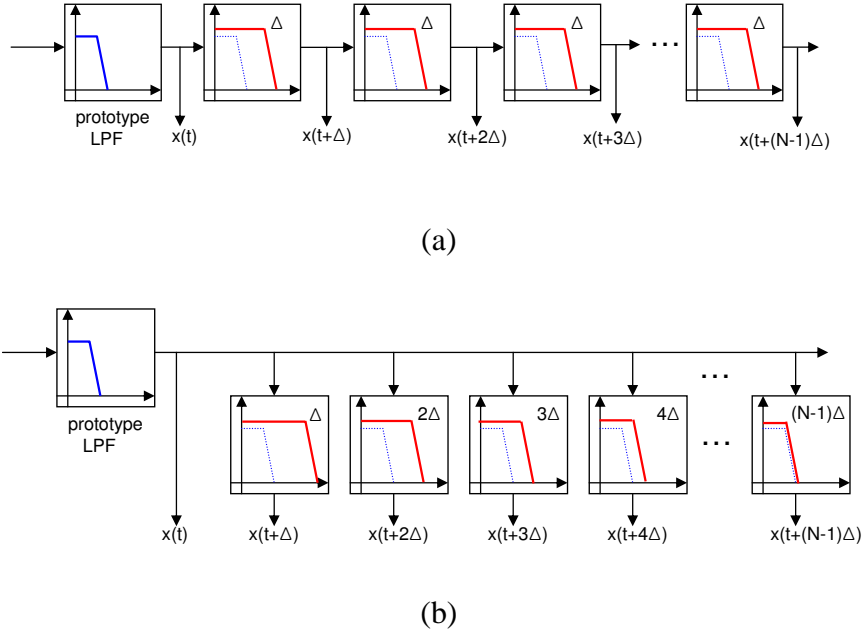 Δ Δ Δ Δ
...
prototype
LPF
x(t) x(t+Δ) x(t+2Δ) x(t+3Δ) x(t+(N-1)Δ)
(a)
...
Δ 2Δ 3Δ 4Δ (N-1)Δ
...
prototype
LPF
x(t) x(t+Δ) x(t+2Δ) x(t+3Δ) x(t+4Δ) x(t+(N-1)Δ)
(b)